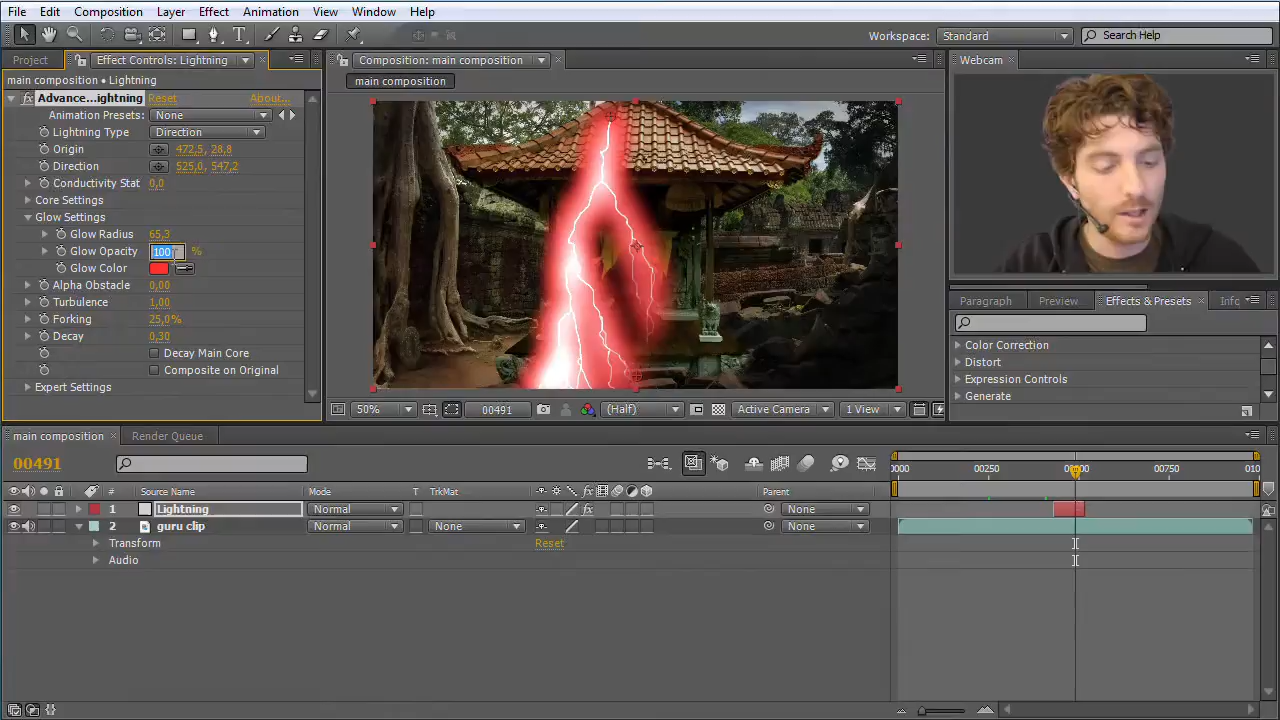 File Edit Composition Layer Effect Animation View Window Help
Workspace: Standard Search Help
Project Effect Controls: Lightning Composition: main composition Webcam
main composition • Lightning main composition
Advance...ightning Reset About...
Animation Presets: None
Lightning Type Direction
Origin 472,5, 28,8
Direction 525,0, 547,2
Conductivity Stat 0,0
Core Settings
Glow Settings
Glow Radius 65,3
Glow Opacity 100 %
Glow Color
Alpha Obstacle 0,00
Turbulence 1,00
Forking 25,0%
Decay 0,30
Decay Main Core
Composite on Original
Expert Settings
Paragraph Preview Effects & Presets Info
Color Correction
Distort
Expression Controls
Generate
50% 00491 (Half) Active Camera 1 View
main composition Render Queue
00491 0000 00250 00500 00750 010
# Source Name Mode T TrkMat Parent
1 Lightning Normal None
2 guru clip Normal None None
Transform Reset
Audio